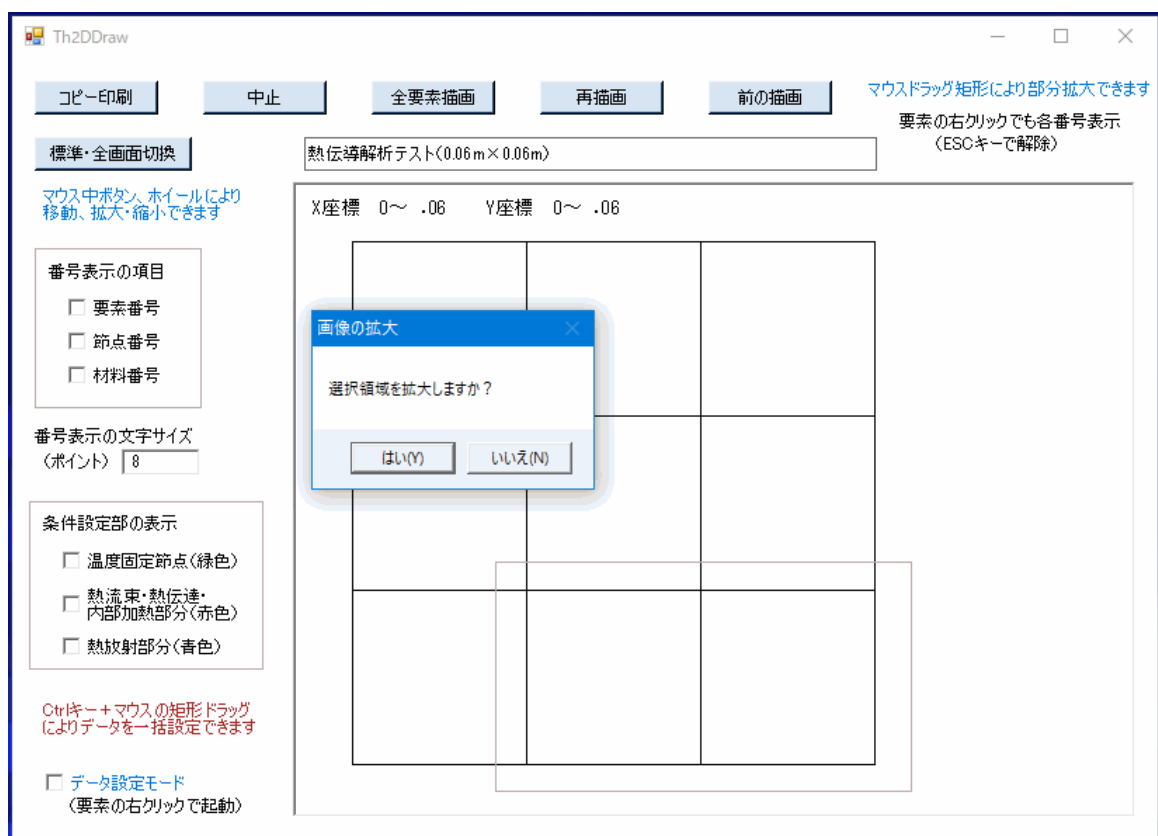 Th2DDraw
コピー印刷
中止
全要素描画
再描画
前の描画
マウスドラッグ矩形により部分拡大できます
要素の右クリックでも各番号表示
(ESCキーで解除)
標準・全画面切換
熱伝導解析テスト(0.06m×0.06m)
マウス中ボタン、ホイールにより
移動、拡大・縮小できます
X座標 0～ .06 Y座標 0～ .06
番号表示の項目
要素番号
節点番号
材料番号
画像の拡大
選択領域を拡大しますか？
はい(Y)
いいえ(N)
番号表示の文字サイズ
(ポイント) 8
条件設定部の表示
温度固定節点(緑色)
熱流束・熱伝達・
内部加熱部分(赤色)
熱放射部分(青色)
Ctrlキー＋マウスの矩形ドラッグ
によりデータを一括設定できます
データ設定モード
(要素の右クリックで起動)